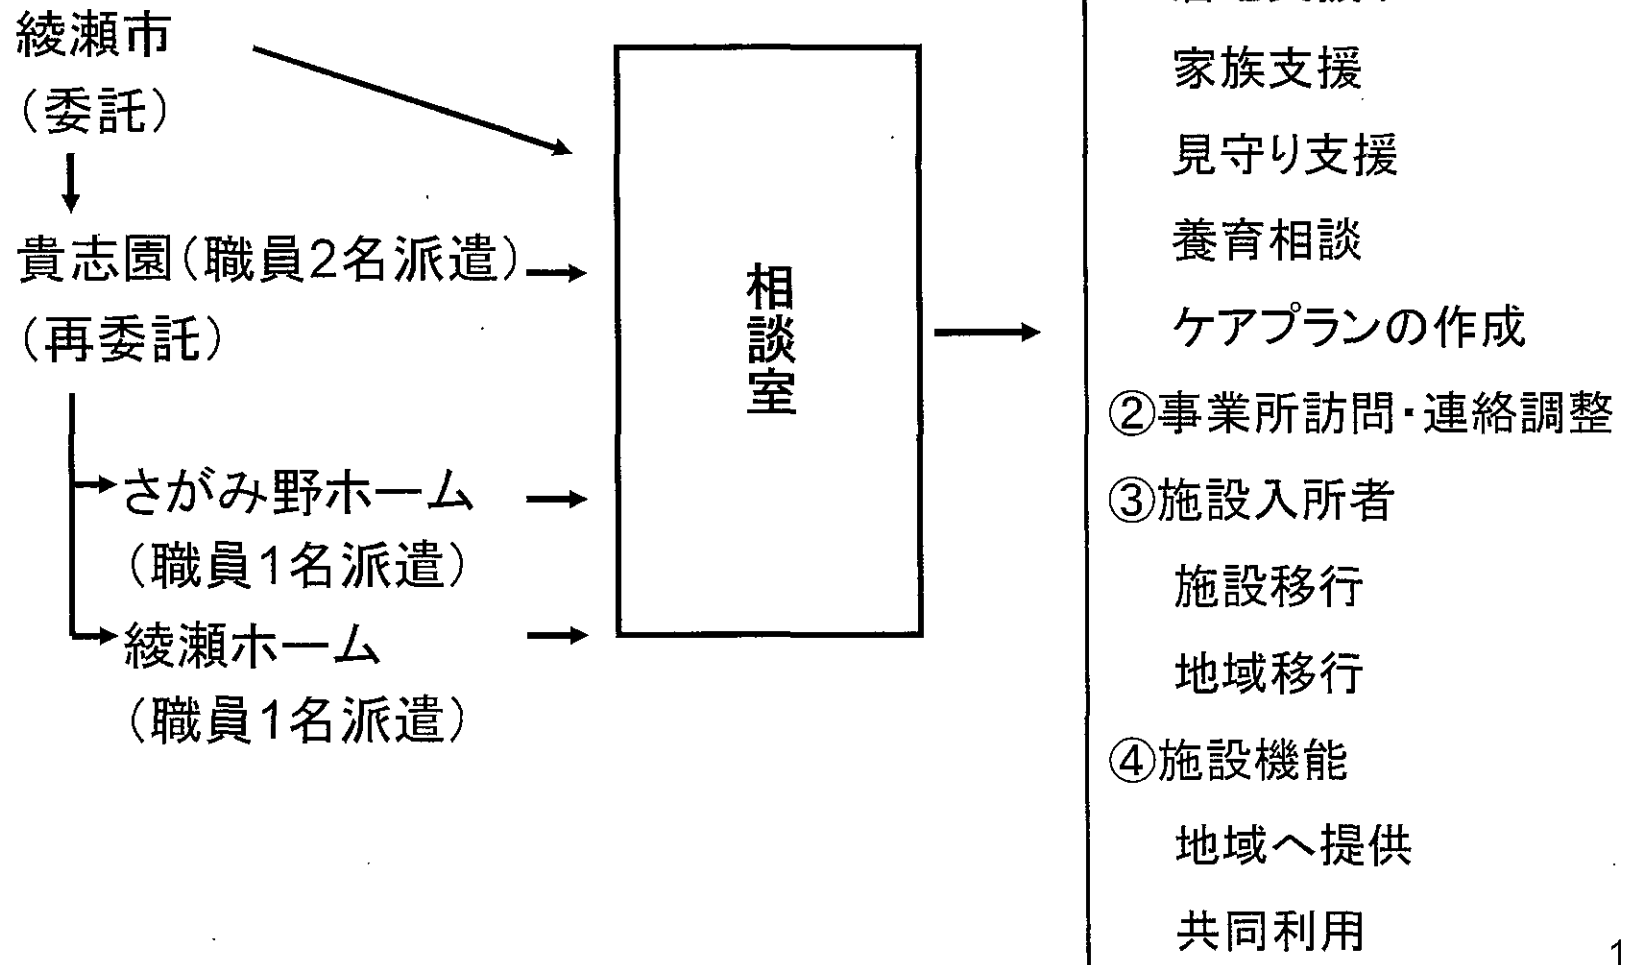 綾瀬市
（委託）
貴志園（職員2名派遣）
（再委託）
さがみ野ホーム
（職員1名派遣）
綾瀬ホーム
（職員1名派遣）
相談室
家族支援
見守り支援
養育相談
ケアプランの作成
②事業所訪問・連絡調整
③施設入所者
施設移行
地域移行
④施設機能
地域へ提供
共同利用
1